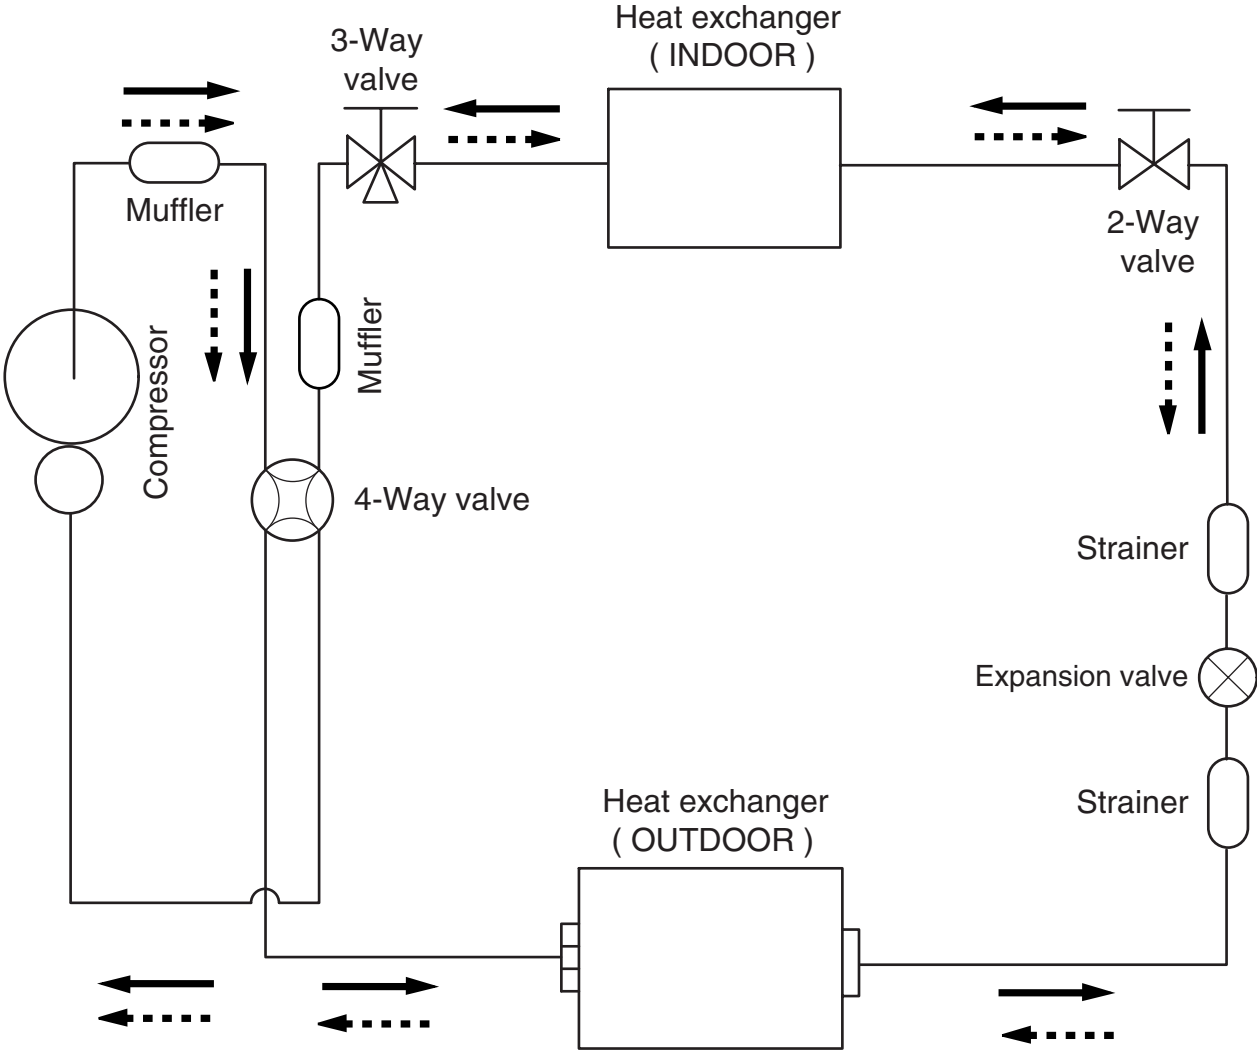 Heat exchanger
( INDOOR )
3-Way
valve
Muffler
2-Way
valve
Muffler
Compressor
4-Way valve
Strainer
Expansion valve
Strainer
Heat exchanger
( OUTDOOR )